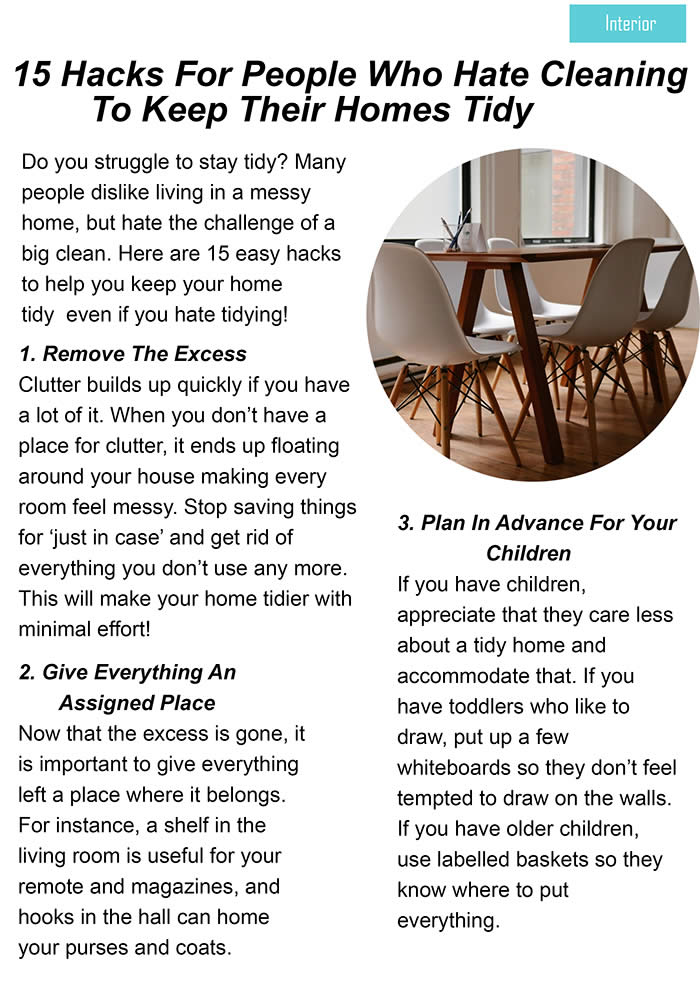 Interior
15 Hacks For People Who Hate Cleaning
To Keep Their Homes Tidy
Do you struggle to stay tidy? Many
people dislike living in a messy
home, but hate the challenge of a
big clean. Here are 15 easy hacks
to help you keep your home
tidy  even if you hate tidying!
1. Remove The Excess
Clutter builds up quickly if you have
a lot of it. When you don’t have a
place for clutter, it ends up floating
around your house making every
room feel messy. Stop saving things
for ‘just in case’ and get rid of
everything you don’t use any more.
This will make your home tidier with
minimal effort!
2. Give Everything An
Assigned Place
Now that the excess is gone, it
is important to give everything
left a place where it belongs.
For instance, a shelf in the
living room is useful for your
remote and magazines, and
hooks in the hall can home
your purses and coats.
3. Plan In Advance For Your
Children
If you have children,
appreciate that they care less
about a tidy home and
accommodate that. If you
have toddlers who like to
draw, put up a few
whiteboards so they don’t feel
tempted to draw on the walls.
If you have older children,
use labelled baskets so they
know where to put
everything.